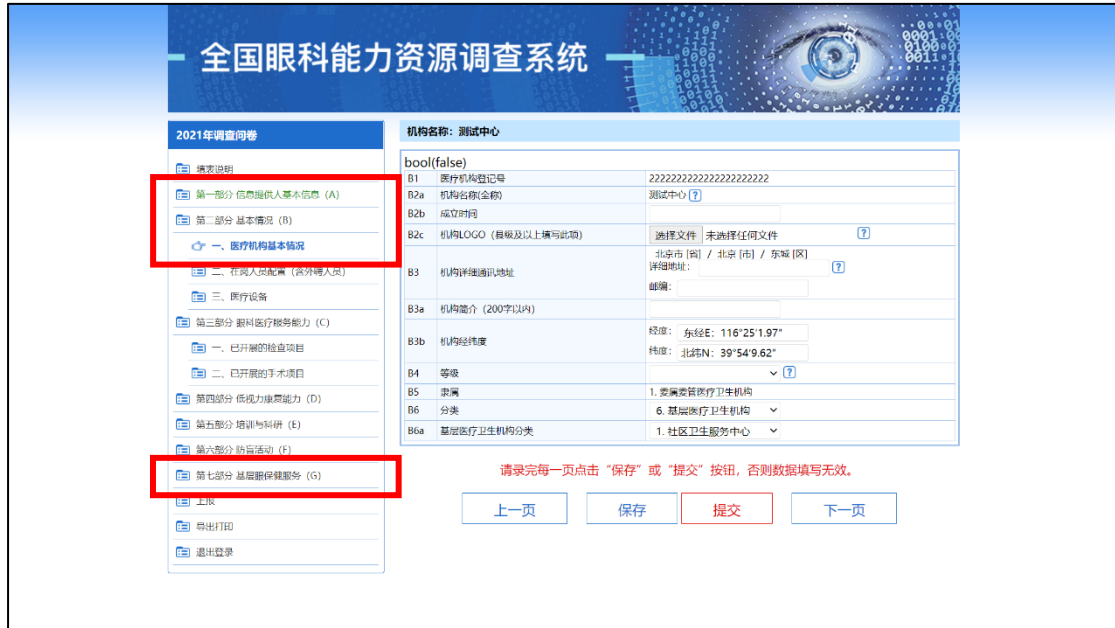 全国眼科能力资源调查系统
2021年调查问卷
填表说明
第一部分 信息提供人基本信息（A）
第二部分 基本情况（B）
一、医疗机构基本情况
二、在岗人员配置（含外聘人员）
三、医疗设备
第三部分 眼科医疗服务能力（C）
一、已开展的检查项目
二、已开展的手术项目
第四部分 低视力康复能力（D）
第五部分 培训与科研（E）
第六部分 防盲活动（F）
第七部分 基层眼保健服务（G）
上报
导出打印
退出登录
机构名称：测试中心
bool(false)
B1 医疗机构登记号 2222222222222222222222
B2a 机构名称(全称) 测试中心 ?
B2b 成立时间
B2c 机构LOGO（县级及以上填写此项） 选择文件 未选择任何文件 ?
北京市 [省] / 北京 [市] / 东城 [区]
B3 机构详细通讯地址 详细地址： ?
邮编：
B3a 机构简介（200字以内）
B3b 机构经纬度 经度： 东经E：116°25'1.97"
纬度： 北纬N：39°54'9.62"
B4 等级 ?
B5 隶属 1. 委属委管医疗卫生机构
B6 分类 6. 基层医疗卫生机构
B6a 基层医疗卫生机构分类 1. 社区卫生服务中心
请录完每一页点击“保存”或“提交”按钮，否则数据填写无效。
上一页 保存 提交 下一页